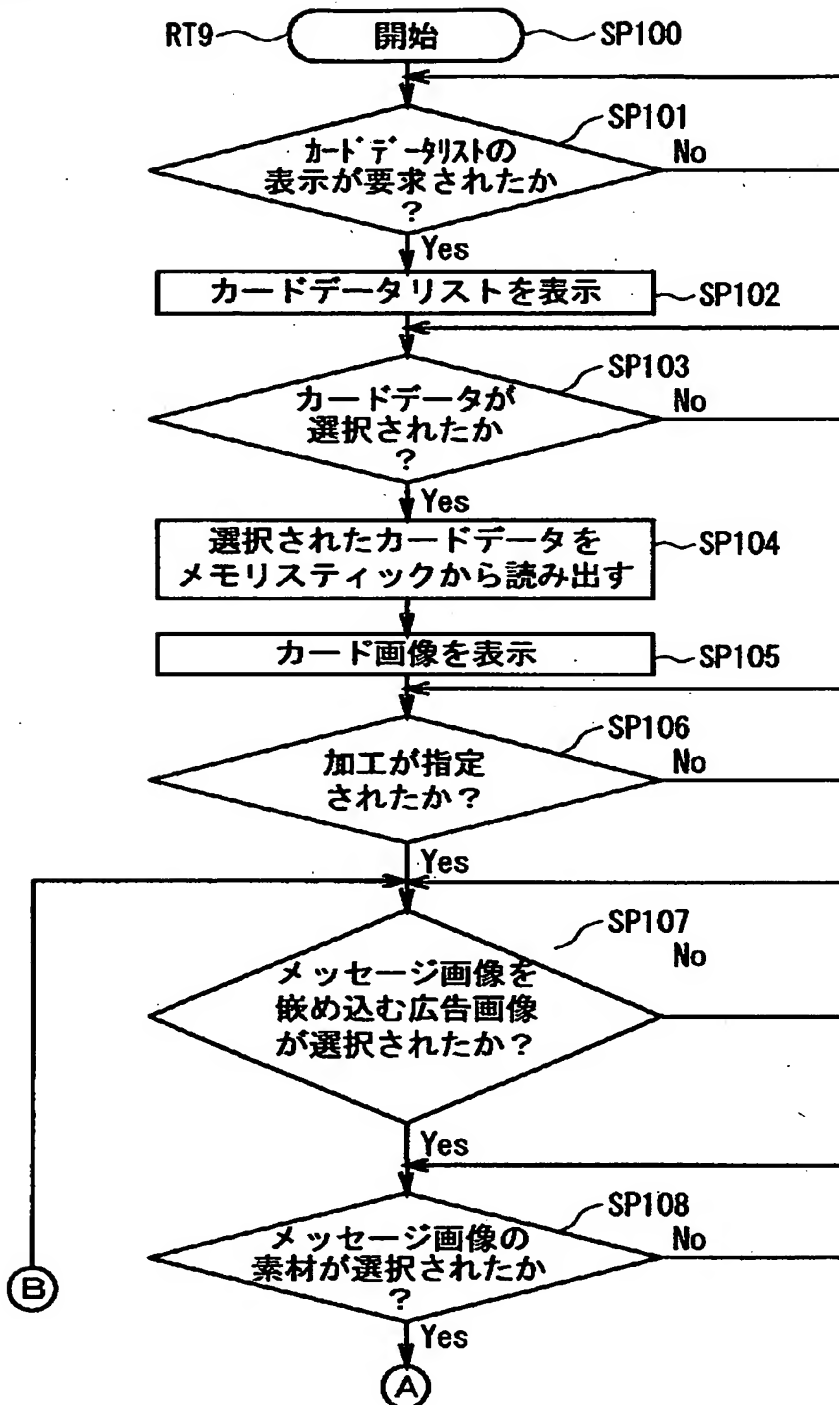 RT9
開始
SP100
SP101
カードデータリストの
表示が要求されたか
?
No
Yes
カードデータリストを表示
SP102
SP103
カードデータが
選択されたか
?
No
Yes
選択されたカードデータを
メモリスティックから読み出す
SP104
カード画像を表示
SP105
SP106
加工が指定
されたか?
No
Yes
SP107
メッセージ画像を
嵌め込む広告画像
が選択されたか?
No
Yes
SP108
メッセージ画像の
素材が選択されたか
?
No
B
Yes
A